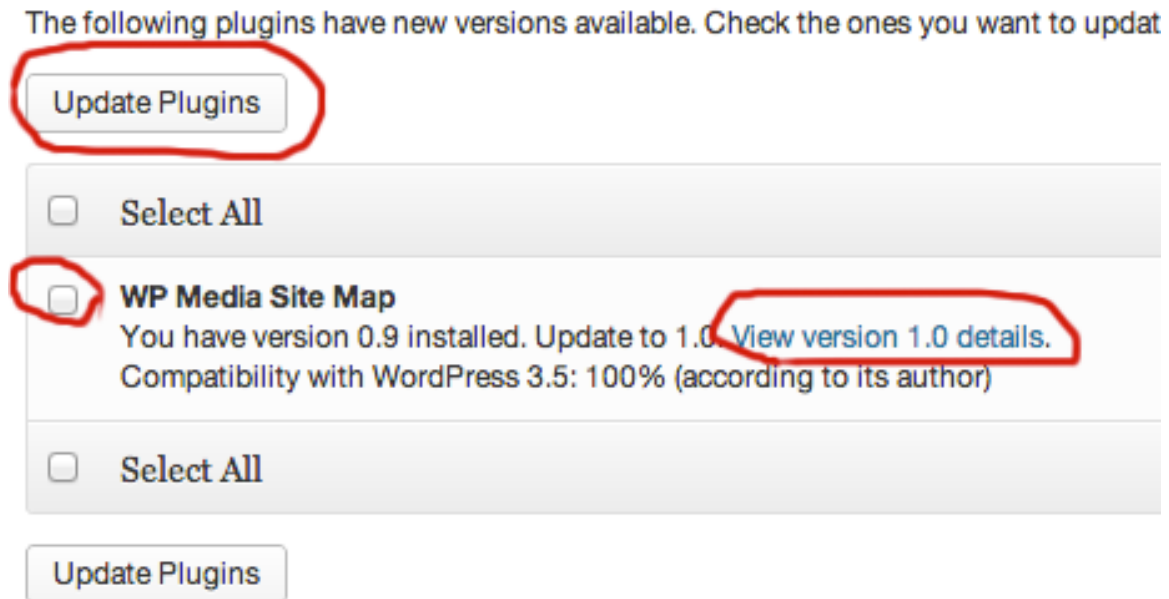 The following plugins have new versions available. Check the ones you want to updat
Update Plugins
Select All
WP Media Site Map
You have version 0.9 installed. Update to 1.0. View version 1.0 details.
Compatibility with WordPress 3.5: 100% (according to its author)
Select All
Update Plugins